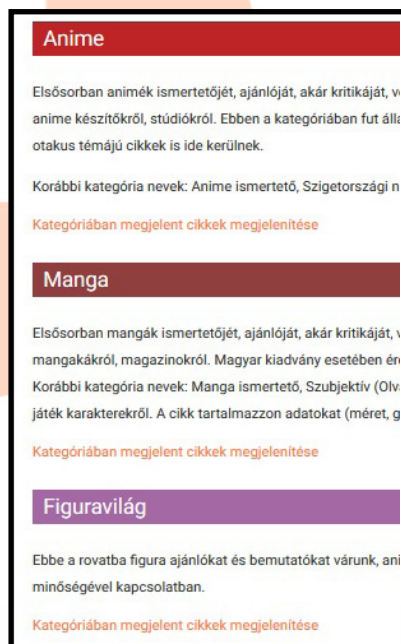 Anime
Elsősorban animék ismertetőjét, ajánlóját, akár kritikáját,
anime készítőkről, stúdiókról. Ebben a kategóriában fut
otakus témájú cikkek is ide kerülnek.
Korábbi kategória nevek: Anime ismertető, Szigetországi
Kategóriában megjelent cikkek megjelenítése
Manga
Elsősorban mangák ismertetőjét, ajánlóját, akár kritikáját,
mangakákról, magazinokról. Magyar kiadvány esetében
Korábbi kategória nevek: Manga ismertető, Szubjektív
játék karakterekről. A cikk tartalmazzon adatokat (méret,
Kategóriában megjelent cikkek megjelenítése
Figuravilág
Ebbe a rovatba figura ajánlókat és bemutatókat várunk,
minőségével kapcsolatban.
Kategóriában megjelent cikkek megjelenítése